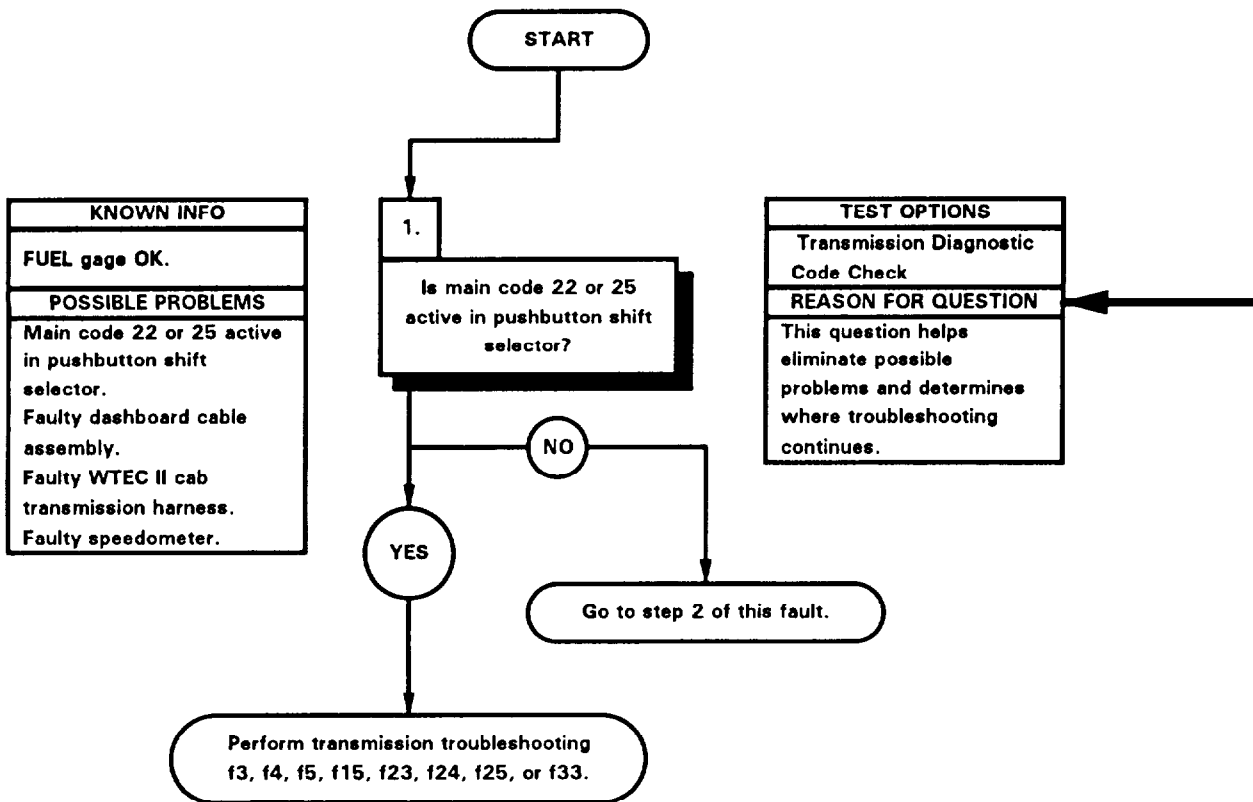 START
KNOWN INFO
FUEL gage OK.
POSSIBLE PROBLEMS
Main code 22 or 25 active
in pushbutton shift
selector.
Faulty dashboard cable
assembly.
Faulty WTEC II cab
transmission harness.
Faulty speedometer.
1.
Is main code 22 or 25
active in pushbutton shift
selector?
TEST OPTIONS
Transmission Diagnostic
Code Check
REASON FOR QUESTION
This question helps
eliminate possible
problems and determines
where troubleshooting
continues.
NO
YES
Go to step 2 of this fault.
Perform transmission troubleshooting
f3, f4, f5, f15, f23, f24, f25, or f33.